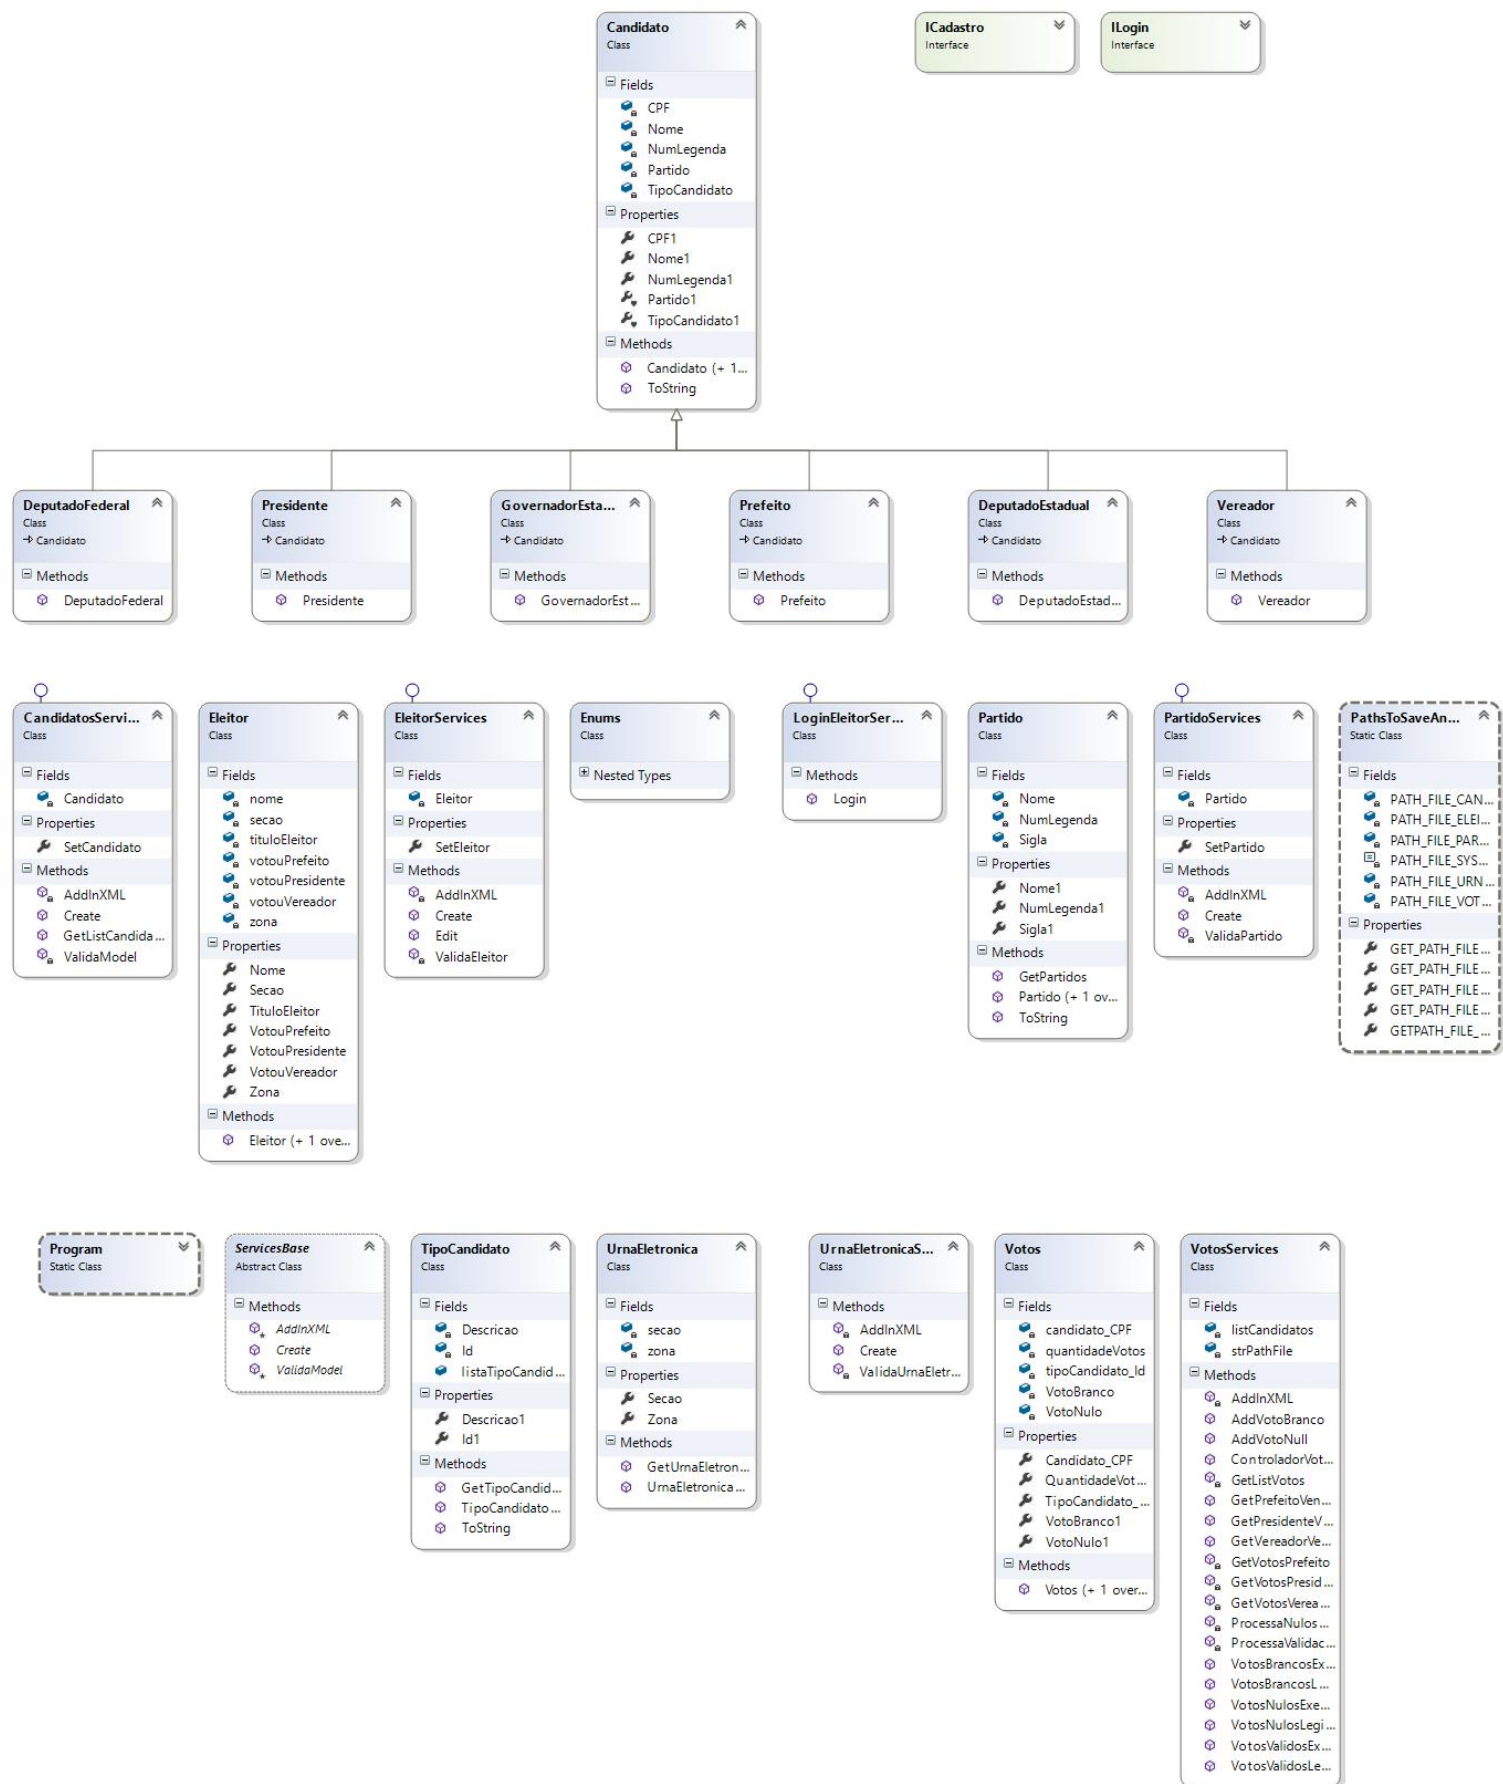 Candidato
Class
Fields
CPF
Nome
NumLegenda
Partido
TipoCandidato
Properties
CPF1
Nome1
NumLegenda1
Partido1
TipoCandidato1
Methods
Candidato (+ 1...
ToString
ICadastro
Interface
ILogin
Interface
DeputadoFederal
Class
Candidato
Methods
DeputadoFederal
Presidente
Class
Candidato
Methods
Presidente
GovernadorEsta...
Class
Candidato
Methods
GovernadorEst...
Prefeito
Class
Candidato
Methods
Prefeito
DeputadoEstadual
Class
Candidato
Methods
DeputadoEstad...
Vereador
Class
Candidato
Methods
Vereador
CandidatosServi...
Class
Fields
Candidato
Properties
SetCandidato
Methods
AddInXML
Create
GetListCandida...
ValidaModel
Eleitor
Class
Fields
nome
secao
tituloEleitor
votouPrefeito
votouPresidente
votouVereador
zona
Properties
Nome
Secao
TituloEleitor
VotouPrefeito
VotouPresidente
VotouVereador
Zona
Methods
Eleitor (+ 1 ove...
EleitorServices
Class
Fields
Eleitor
Properties
SetEleitor
Methods
AddInXML
Create
Edit
ValidaEleitor
Enums
Class
Nested Types
LoginEleitorSer...
Class
Methods
Login
Partido
Class
Fields
Nome
NumLegenda
Sigla
Properties
Nome1
NumLegenda1
Sigla1
Methods
GetPartidos
Partido (+ 1 ov...
ToString
PartidoServices
Class
Fields
Partido
Properties
SetPartido
Methods
AddInXML
Create
ValidaPartido
PathsToSaveAn...
Static Class
Fields
PATH_FILE_CAN...
PATH_FILE_ELEI...
PATH_FILE_PAR...
PATH_FILE_SYS...
PATH_FILE_URN...
PATH_FILE_VOT...
Properties
GET_PATH_FILE...
GET_PATH_FILE...
GET_PATH_FILE...
GET_PATH_FILE...
GETPATH_FILE_...
Program
Static Class
ServicesBase
Abstract Class
Methods
AddInXML
Create
ValidaModel
TipoCandidato
Class
Fields
Descricao
Id
listaTipoCandid...
Properties
Descricao1
Id1
Methods
GetTipoCandid...
TipoCandidato ...
ToString
UrnaEletronica
Class
Fields
secao
zona
Properties
Secao
Zona
Methods
GetUrnaEletron...
UrnaEletronica ...
UrnaEletronicaS...
Class
Methods
AddInXML
Create
ValidaUrnaEletr...
Votos
Class
Fields
candidato_CPF
quantidadeVotos
tipoCandidato_Id
VotoBranco
VotoNulo
Properties
Candidato_CPF
QuantidadeVot...
TipoCandidato_...
VotoBranco1
VotoNulo1
Methods
Votos (+ 1 over...
VotosServices
Class
Fields
listCandidatos
strPathFile
Methods
AddInXML
AddVotoBranco
AddVotoNull
ControladorVot...
GetListVotos
GetPrefeitoVen...
GetPresidenteV...
GetVereadorVe...
GetVotosPrefeito
GetVotosPresid...
GetVotosVerea...
ProcessaNulos...
ProcessaValidac...
VotosBrancosEx...
VotosBrancosL...
VotosNulosExe...
VotosNulosLegi...
VotosValidosEx...
VotosValidosLe...